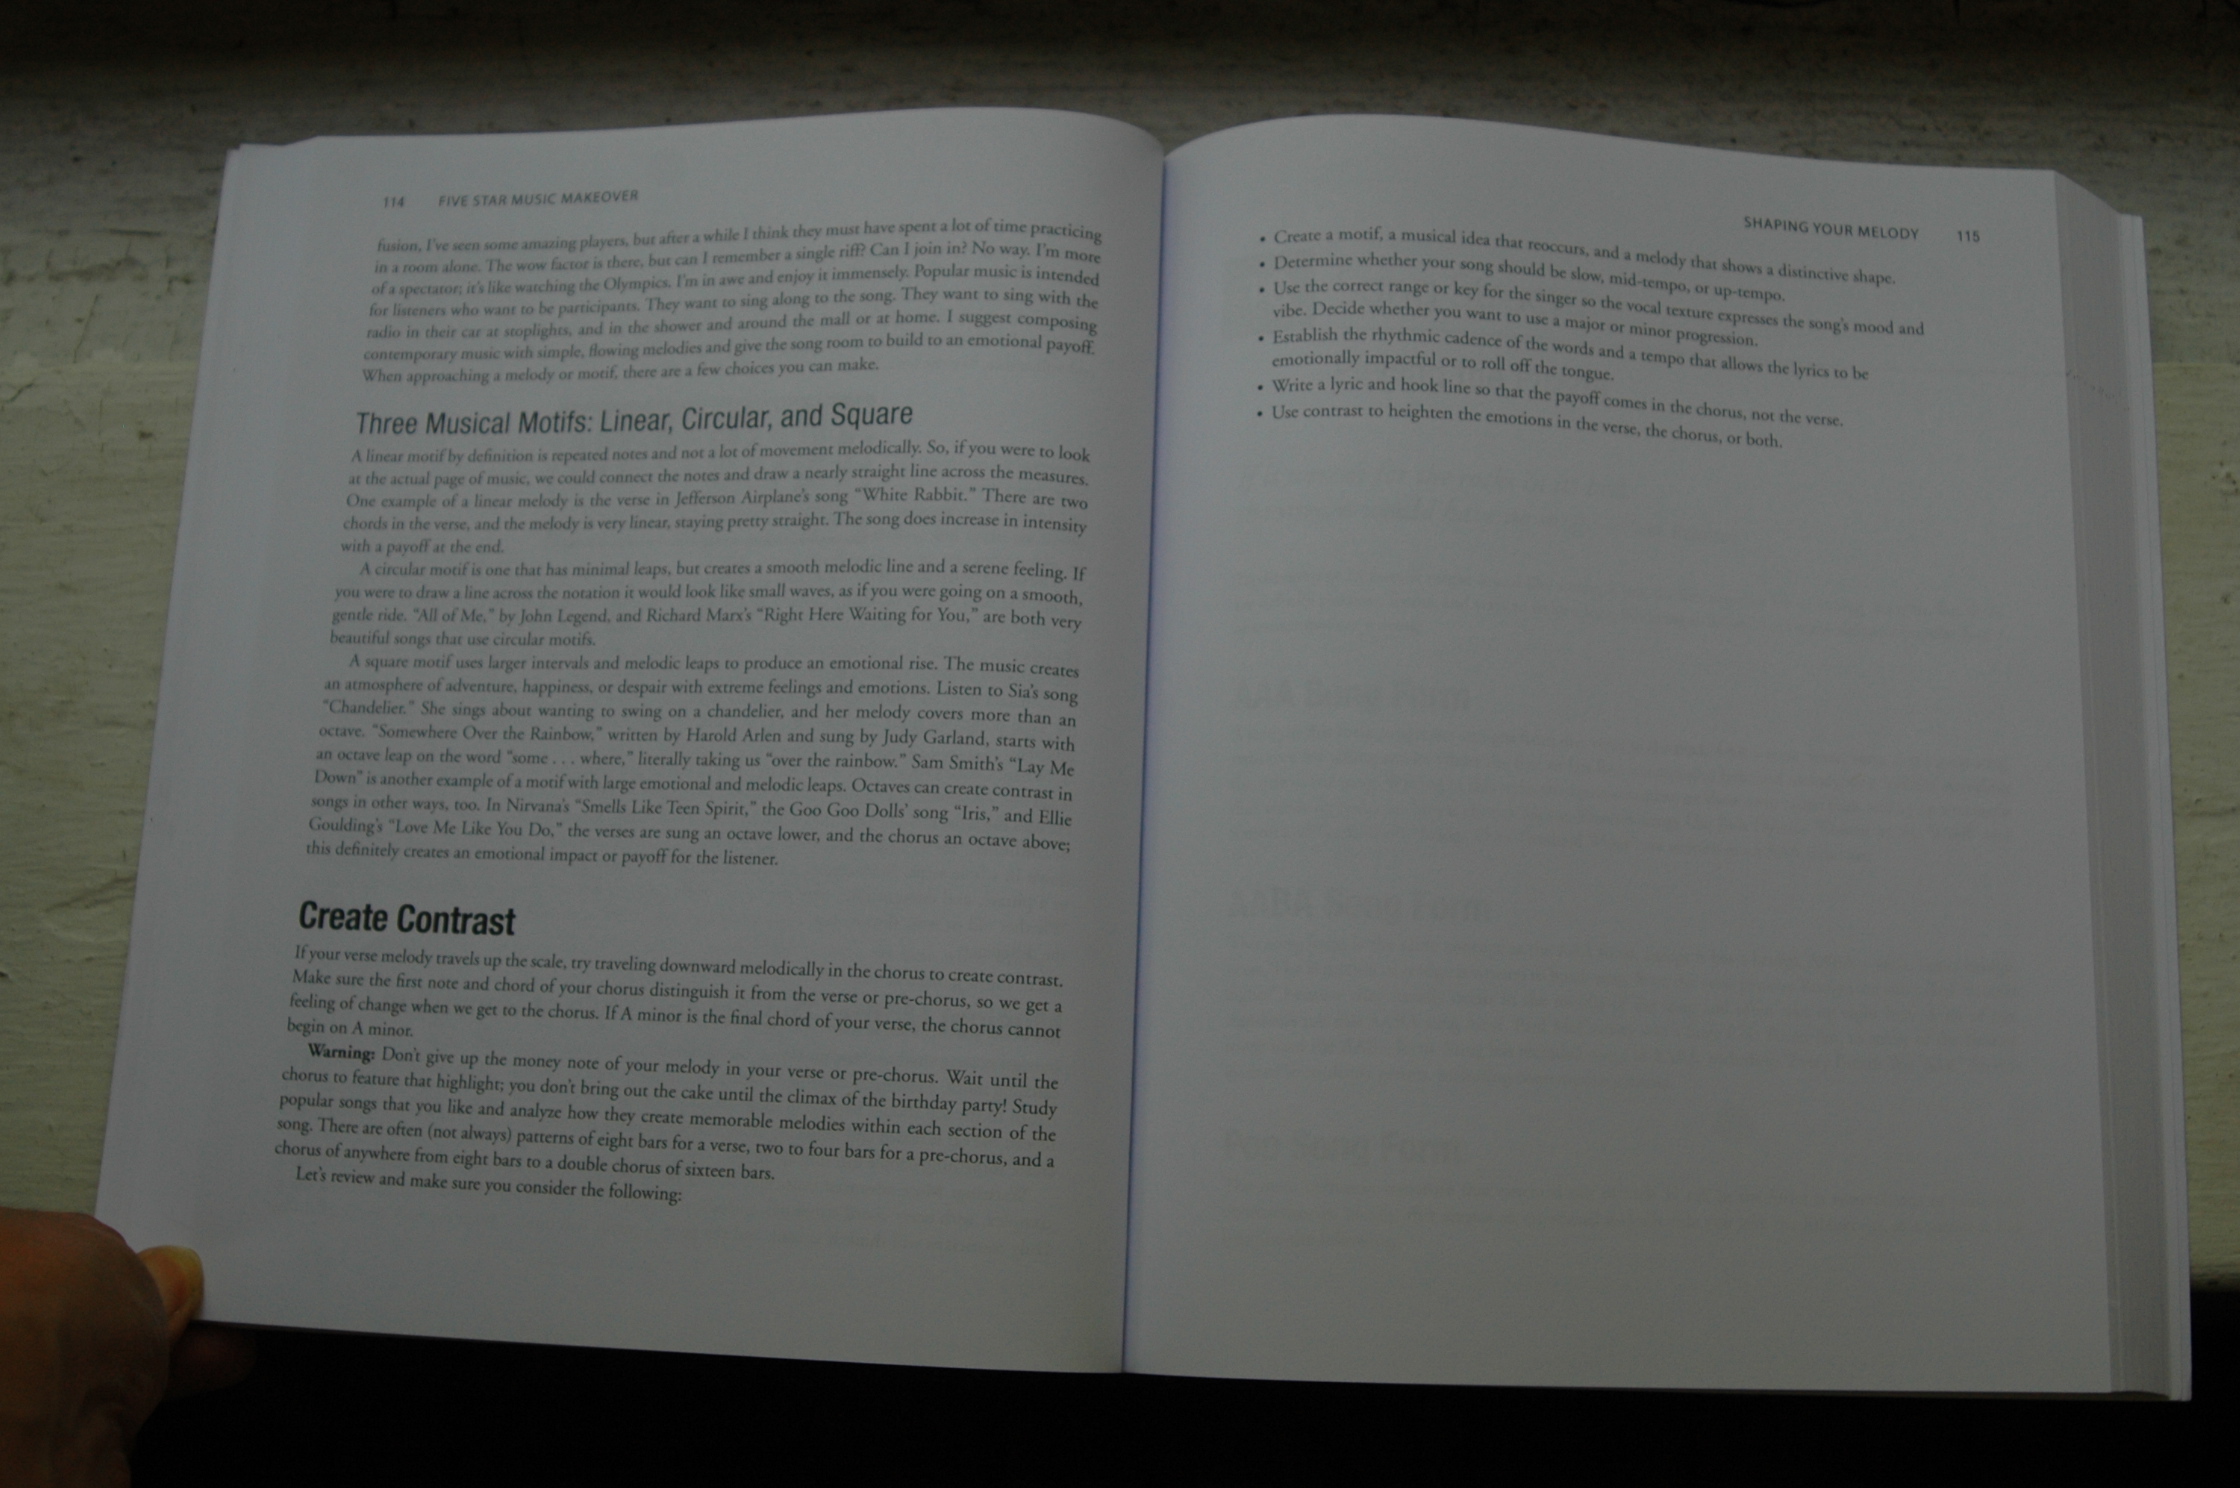 114 FIVE STAR MUSIC MAKEOVER
fusion, I've seen some amazing players, but after a while I think they must have spent a lot of time practicing
in a room alone. The wow factor is there, but can I remember a single riff? Can I join in? No way. I'm more
of a spectator; it's like watching the Olympics. I'm in awe and enjoy it immensely. Popular music is intended
for listeners who want to be participants. They want to sing along to the song. They want to sing with the
radio in their car at stoplights, and in the shower and around the mall or at home. I suggest composing
contemporary music with simple, flowing melodies and give the song room to build to an emotional payoff.
When approaching a melody or motif, there are a few choices you can make.
Three Musical Motifs: Linear, Circular, and Square
A linear motif by definition is repeated notes and not a lot of movement melodically. So, if you were to look
at the actual page of music, we could connect the notes and draw a nearly straight line across the measures.
One example of a linear melody is the verse in Jefferson Airplane's song "White Rabbit." There are two
chords in the verse, and the melody is very linear, staying pretty straight. The song does increase in intensity
with a payoff at the end.
A circular motif is one that has minimal leaps, but creates a smooth melodic line and a serene feeling. If
you were to draw a line across the notation it would look like small waves, as if you were going on a smooth,
gentle ride. "All of Me," by John Legend, and Richard Marx's "Right Here Waiting for You," are both very
beautiful songs that use circular motifs.
A square motif uses larger intervals and melodic leaps to produce an emotional rise. The music creates
an atmosphere of adventure, happiness, or despair with extreme feelings and emotions. Listen to Sia's song
"Chandelier." She sings about wanting to swing on a chandelier, and her melody covers more than an
octave. "Somewhere Over the Rainbow," written by Harold Arlen and sung by Judy Garland, starts with
an octave leap on the word "some . . . where," literally taking us "over the rainbow." Sam Smith's "Lay Me
Down" is another example of a motif with large emotional and melodic leaps. Octaves can create contrast in
songs in other ways, too. In Nirvana's "Smells Like Teen Spirit," the Goo Goo Dolls' song "Iris," and Ellie
Goulding's "Love Me Like You Do," the verses are sung an octave lower, and the chorus an octave above;
this definitely creates an emotional impact or payoff for the listener.
Create Contrast
If your verse melody travels up the scale, try traveling downward melodically in the chorus to create contrast.
Make sure the first note and chord of your chorus distinguish it from the verse or pre-chorus, so we get a
feeling of change when we get to the chorus. If A minor is the final chord of your verse, the chorus cannot
begin on A minor.
Warning: Don't give up the money note of your melody in your verse or pre-chorus. Wait until the
chorus to feature that highlight; you don't bring out the cake until the climax of the birthday party! Study
popular songs that you like and analyze how they create memorable melodies within each section of the
song. There are often (not always) patterns of eight bars for a verse, two to four bars for a pre-chorus, and a
chorus of anywhere from eight bars to a double chorus of sixteen bars.
Let's review and make sure you consider the following:
SHAPING YOUR MELODY 115
• Create a motif, a musical idea that reoccurs, and a melody that shows a distinctive shape.
• Determine whether your song should be slow, mid-tempo, or up-tempo.
• Use the correct range or key for the singer so the vocal texture expresses the song's mood and
vibe. Decide whether you want to use a major or minor progression.
• Establish the rhythmic cadence of the words and a tempo that allows the lyrics to be
emotionally impactful or to roll off the tongue.
• Write a lyric and hook line so that the payoff comes in the chorus, not the verse.
• Use contrast to heighten the emotions in the verse, the chorus, or both.